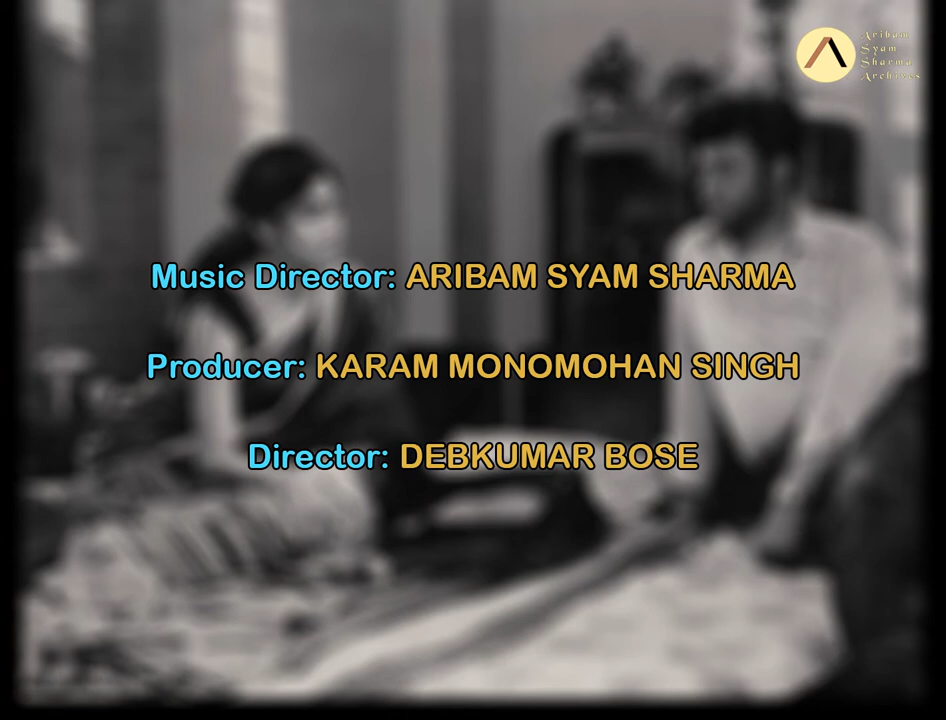 Aribam
Syam
Sharma
Archives
Music Director: ARIBAM SYAM SHARMA
Producer: KARAM MONOMOHAN SINGH
Director: DEBKUMAR BOSE